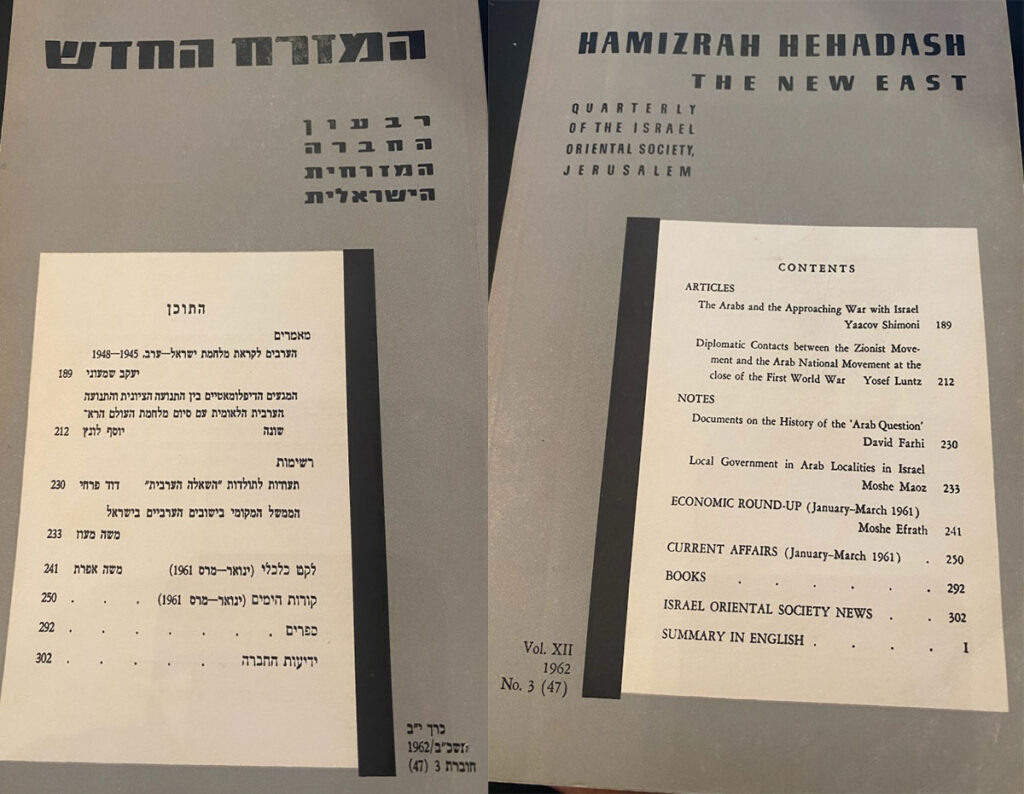 המזרח החדש
רבעון
החברה
המזרחית
הישראלית
התוכן
מאמרים
הערבים לקראת מלחמת ישראל—ערב, 1945—1948
יעקב שמעוני 189
המגעים הדיפלומאטיים בין התנועה הציונית והתנועה
הערבית הלאומית עם סיום מלחמת העולם הרא־
שונה יוסף לונץ 212
רשימות
תעודות לתולדות "השאלה הערבית" דוד פרחי 230
הממשל המקומי בישובים הערביים בישראל
משה מעוז 233
לקט כלכלי (ינואר—מרס 1961) משה אפרת 241
קורות הימים (ינואר—מרס 1961) . . . 250
ספרים . . . . . . . 292
ידיעות החברה . . . . . 302
כרך י"ב
תשכ"ב/1962
חוברת 3 (47)
HAMIZRAH HEHADASH
THE NEW EAST
QUARTERLY
OF THE ISRAEL
ORIENTAL SOCIETY,
JERUSALEM
CONTENTS
ARTICLES
The Arabs and the Approaching War with Israel
Yaacov Shimoni 189
Diplomatic Contacts between the Zionist Move-
ment and the Arab National Movement at the
close of the First World War Yosef Luntz 212
NOTES
Documents on the History of the 'Arab Question'
David Farhi 230
Local Government in Arab Localities in Israel
Moshe Maoz 233
ECONOMIC ROUND-UP (January–March 1961)
Moshe Efrath 241
CURRENT AFFAIRS (January–March 1961) . 250
BOOKS . . . . . . 292
ISRAEL ORIENTAL SOCIETY NEWS . . 302
SUMMARY IN ENGLISH . . . . 1
Vol. XII
1962
No. 3 (47)